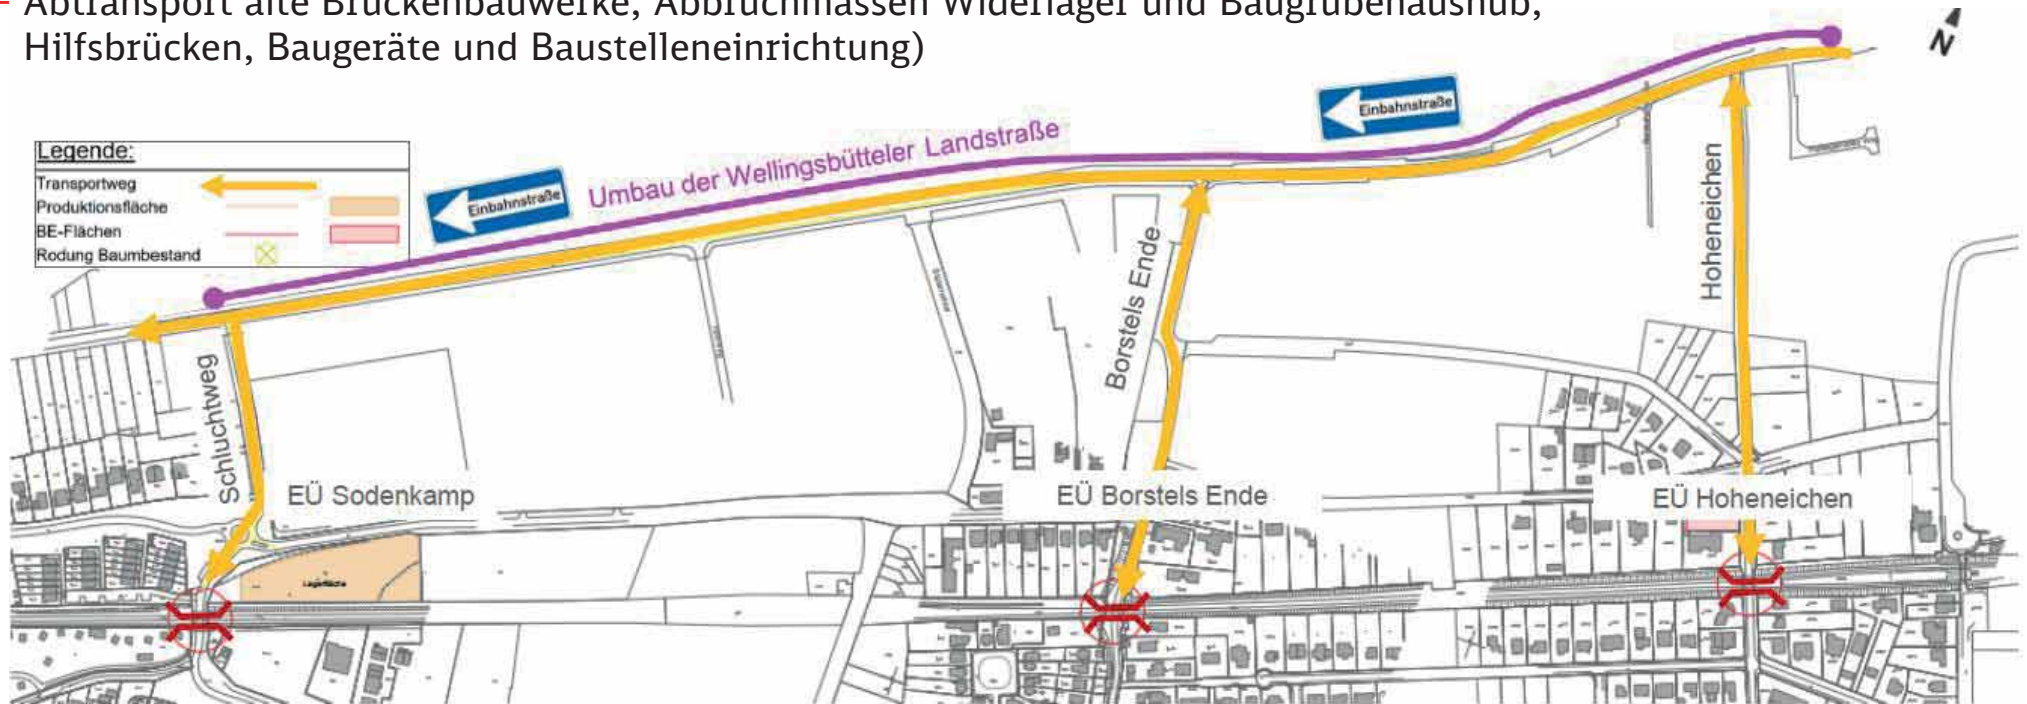 Abtransport alte Brückenbauwerke, Abbruchmassen Widerlager und Baugrubenaushub,
Hilfsbrücken, Baugeräte und Baustelleneinrichtung)
N
Einbahnstraße
Umbau der Wellingsbütteler Landstraße
Einbahnstraße
Legende:
Transportweg
Produktionsfläche
BE-Flächen
Rodung Baumbestand
Hoheneichen
Borstels Ende
Schluchtweg
EÜ Sodenkamp
EÜ Borstels Ende
EÜ Hoheneichen
Lagerfläche